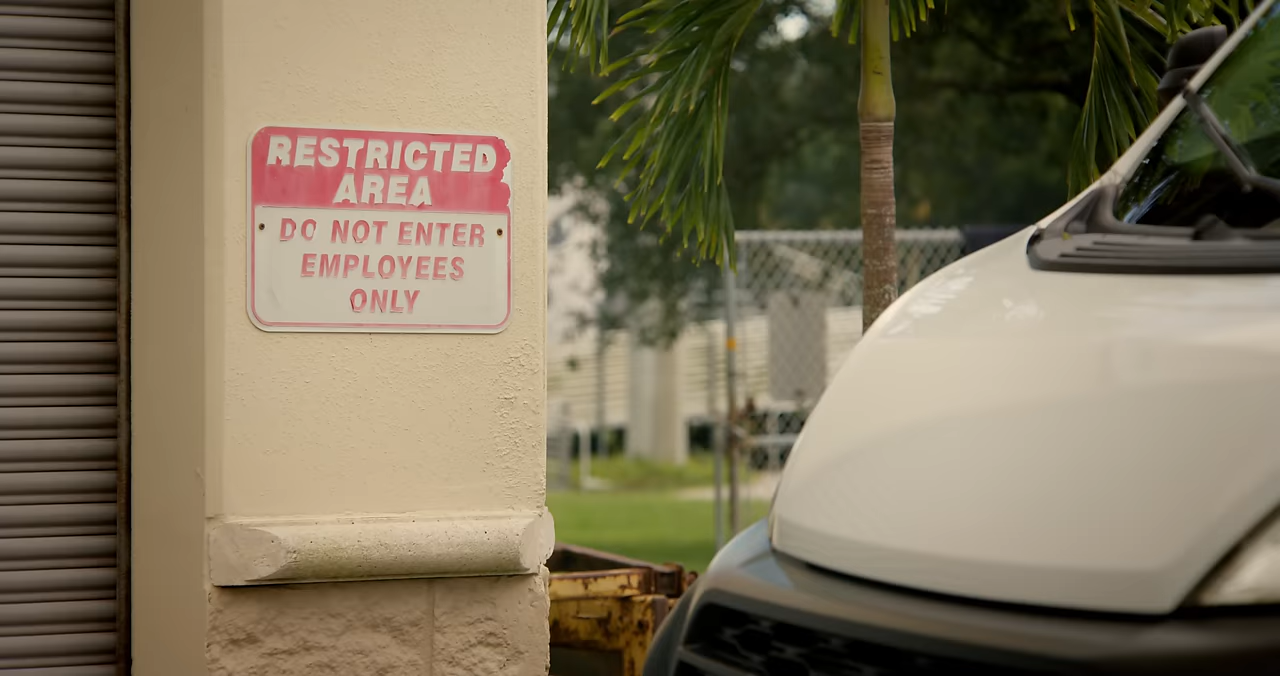 RESTRICTED
AREA
DO NOT ENTER
EMPLOYEES
ONLY